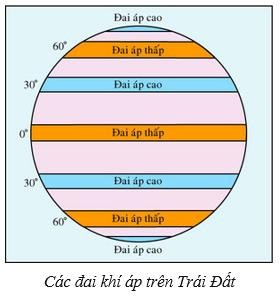 Đai áp cao
60°
Đai áp thấp
30°
Đai áp cao
0°
Đai áp thấp
30°
Đai áp cao
60°
Đai áp thấp
Đai áp cao
Các đai khí áp trên Trái Đất